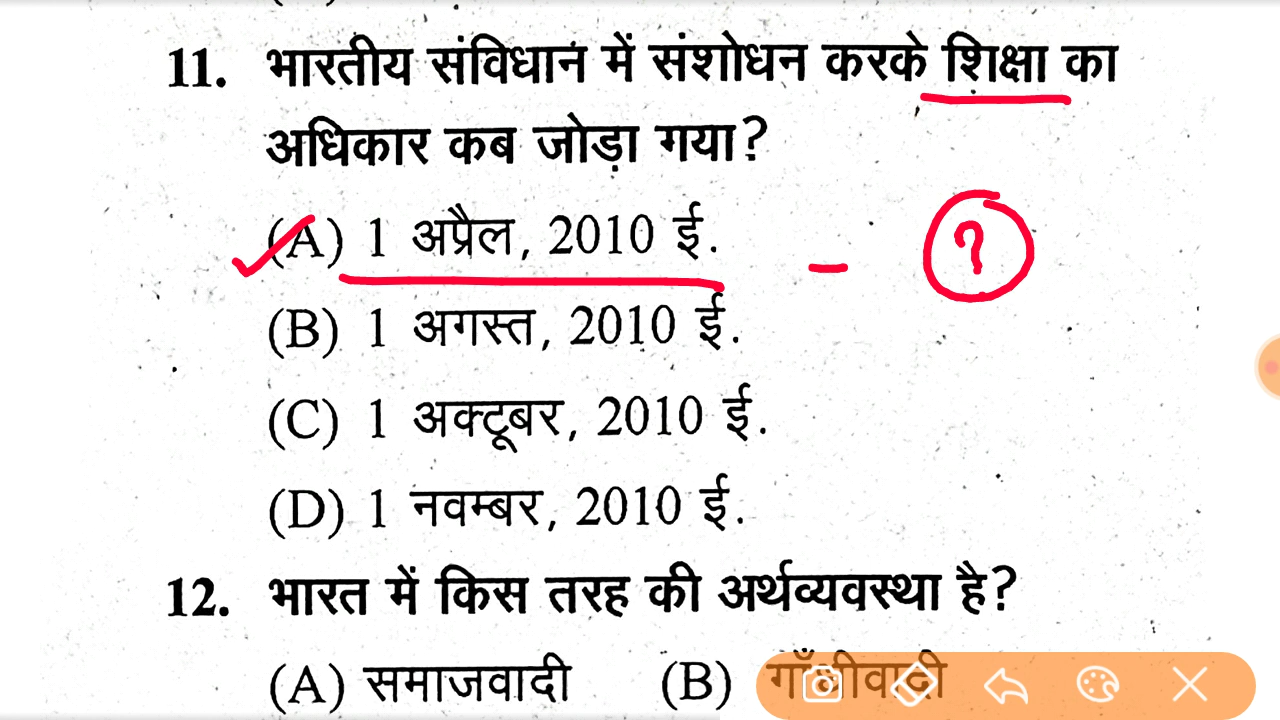 11. भारतीय संविधान में संशोधन करके शिक्षा का
अधिकार कब जोड़ा गया?
(A) 1 अप्रैल, 2010 ई. - ?
(B) 1 अगस्त, 2010 ई.
(C) 1 अक्टूबर, 2010 ई.
(D) 1 नवम्बर, 2010 ई.
12. भारत में किस तरह की अर्थव्यवस्था है?
(A) समाजवादी (B) गाँधीवादी